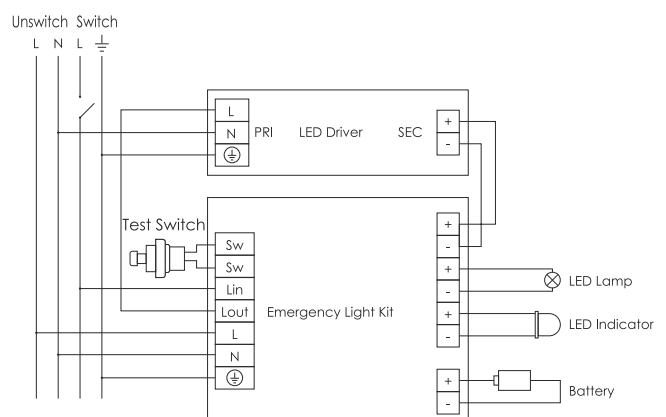 Unswitch Switch
L N L
L
N PRI LED Driver SEC
+
-
Test Switch
Sw
Sw
Lin
Lout Emergency Light Kit
L
N
+
-
+
- LED Lamp
+
- LED Indicator
+
- Battery